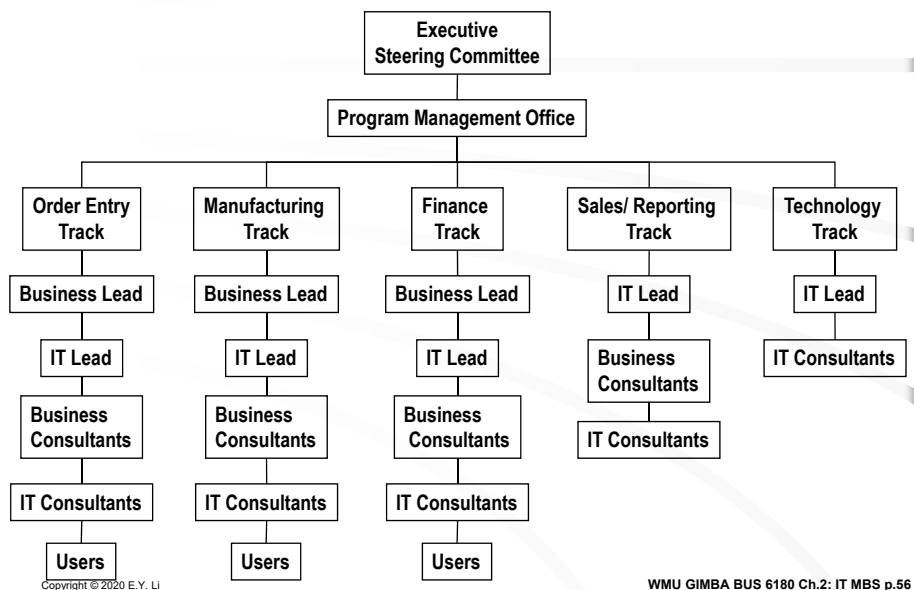 Executive
Steering Committee
Program Management Office
Order Entry
Track
Business Lead
IT Lead
Business
Consultants
IT Consultants
Users
Manufacturing
Track
Business Lead
IT Lead
Business
Consultants
IT Consultants
Users
Finance
Track
Business Lead
IT Lead
Business
Consultants
IT Consultants
Users
Sales/ Reporting
Track
IT Lead
Business
Consultants
IT Consultants
Technology
Track
IT Lead
IT Consultants
Copyright © 2020 E.Y. Li
WMU GIMBA BUS 6180 Ch.2: IT MBS p.56